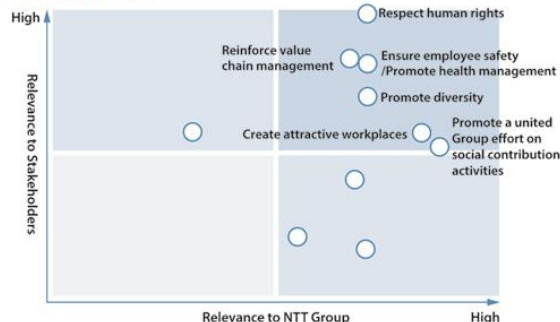 High
Respect human rights
Reinforce value
chain management
Ensure employee safety
/Promote health management
Promote diversity
Create attractive workplaces
Promote a united
Group effort on
social contribution
activities
Relevance to Stakeholders
Relevance to NTT Group
High